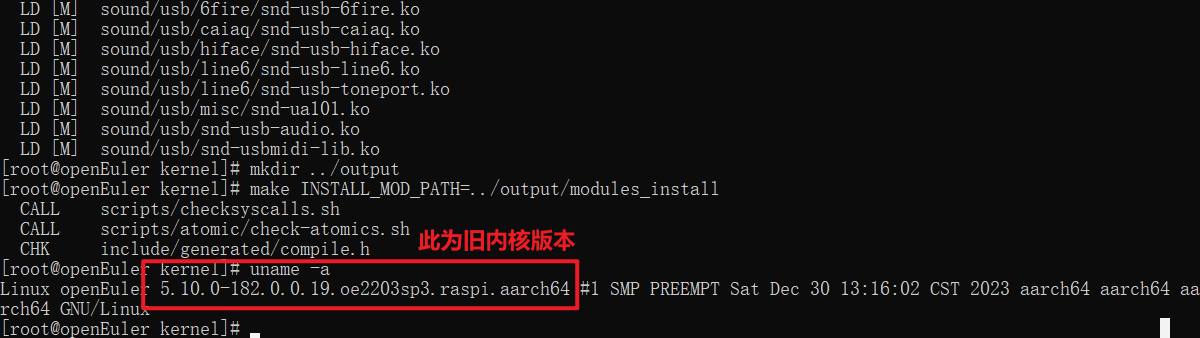 LD [M]  sound/usb/6fire/snd-usb-6fire.ko
LD [M]  sound/usb/caiaq/snd-usb-caiaq.ko
LD [M]  sound/usb/hiface/snd-usb-hiface.ko
LD [M]  sound/usb/line6/snd-usb-line6.ko
LD [M]  sound/usb/line6/snd-usb-toneport.ko
LD [M]  sound/usb/misc/snd-ua101.ko
LD [M]  sound/usb/snd-usb-audio.ko
LD [M]  sound/usb/snd-usbmidi-lib.ko
[root@openEuler kernel]# mkdir ../output
[root@openEuler kernel]# make INSTALL_MOD_PATH=../output/modules_install
CALL    scripts/checksyscalls.sh
CALL    scripts/atomic/check-atomics.sh
CHK     include/generated/compile.h
此为旧内核版本
[root@openEuler kernel]# uname -a
Linux openEuler 5.10.0-182.0.0.19.oe2203sp3.raspi.aarch64 #1 SMP PREEMPT Sat Dec 30 13:16:02 CST 2023 aarch64 aarch64 aa
rch64 GNU/Linux
[root@openEuler kernel]#